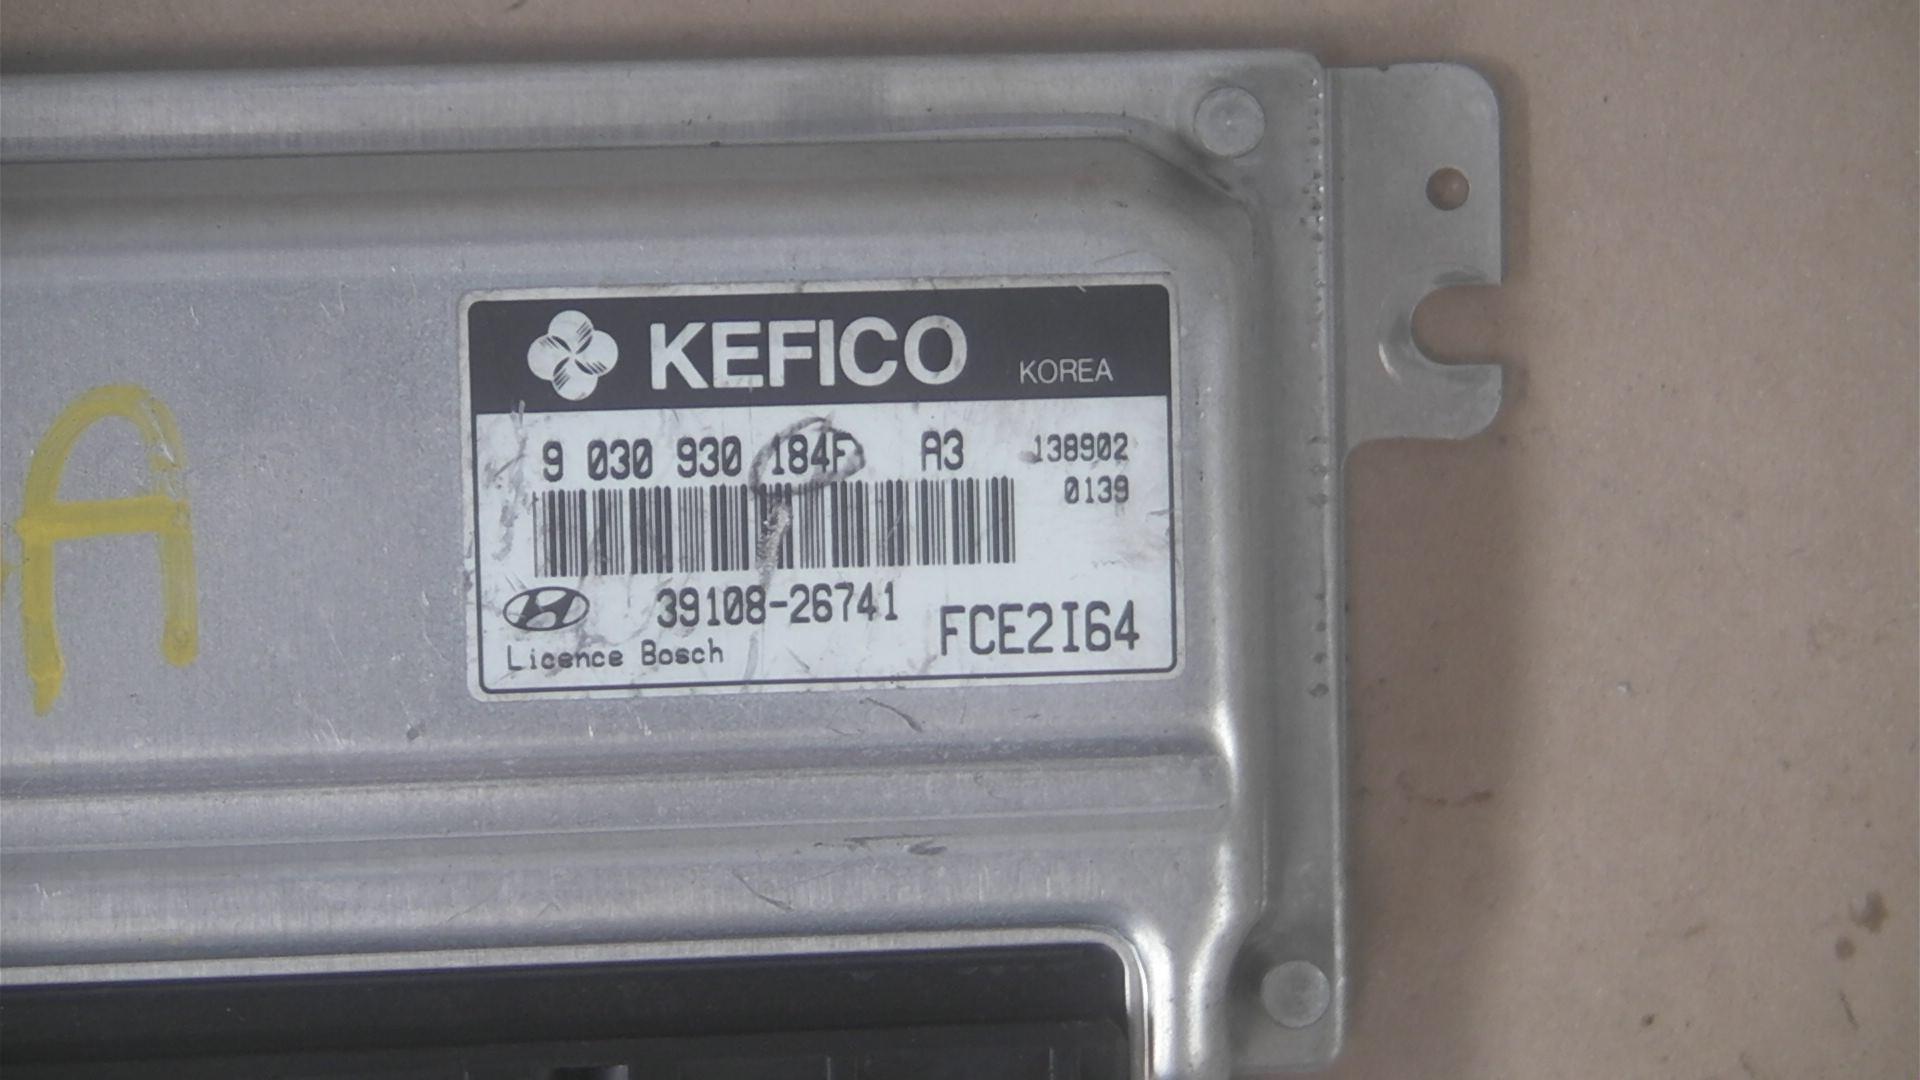 KEFICO KOREA
9 030 930 184F A3 138902
0139
39108-26741 FCE2I64
Licence Bosch
A